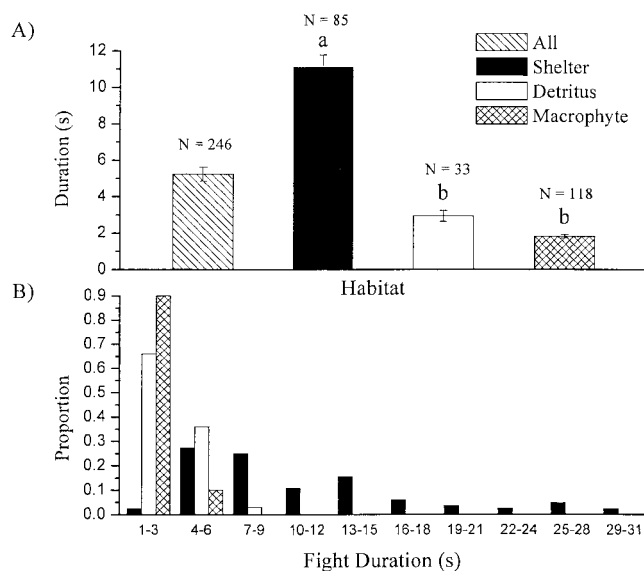 A)
N = 85
a
All
Shelter
Detritus
Macrophyte
N = 246
N = 33
b
N = 118
b
12
10
8
6
4
2
0
Duration (s)
Habitat
B)
0.9
0.8
0.7
0.6
0.5
0.4
0.3
0.2
0.1
0.0
Proportion
1-3 4-6 7-9 10-12 13-15 16-18 19-21 22-24 25-28 29-31
Fight Duration (s)